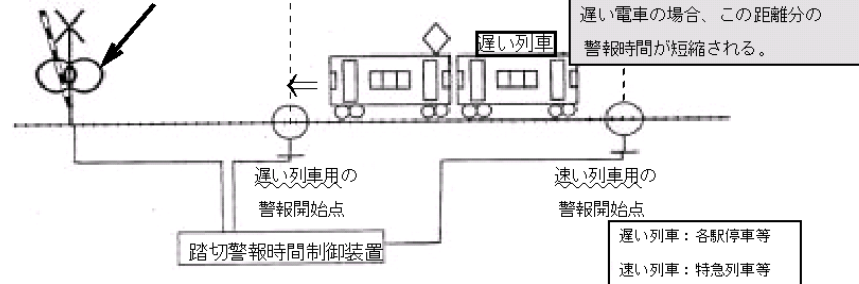 遅い電車の場合、この距離分の
警報時間が短縮される。
遅い列車
遅い列車用の
警報開始点
速い列車用の
警報開始点
踏切警報時間制御装置
遅い列車：各駅停車等
速い列車：特急列車等